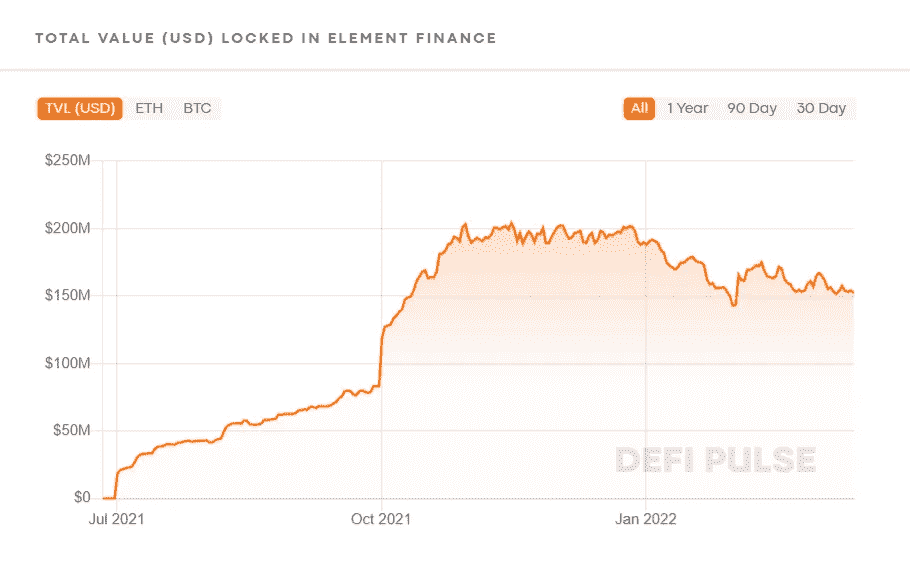 TOTAL VALUE (USD) LOCKED IN ELEMENT FINANCE
TVL (USD) ETH BTC
All 1 Year 90 Day 30 Day
$250M
$200M
$150M
$100M
$50M
$0
DEFI PULSE
Jul 2021 Oct 2021 Jan 2022